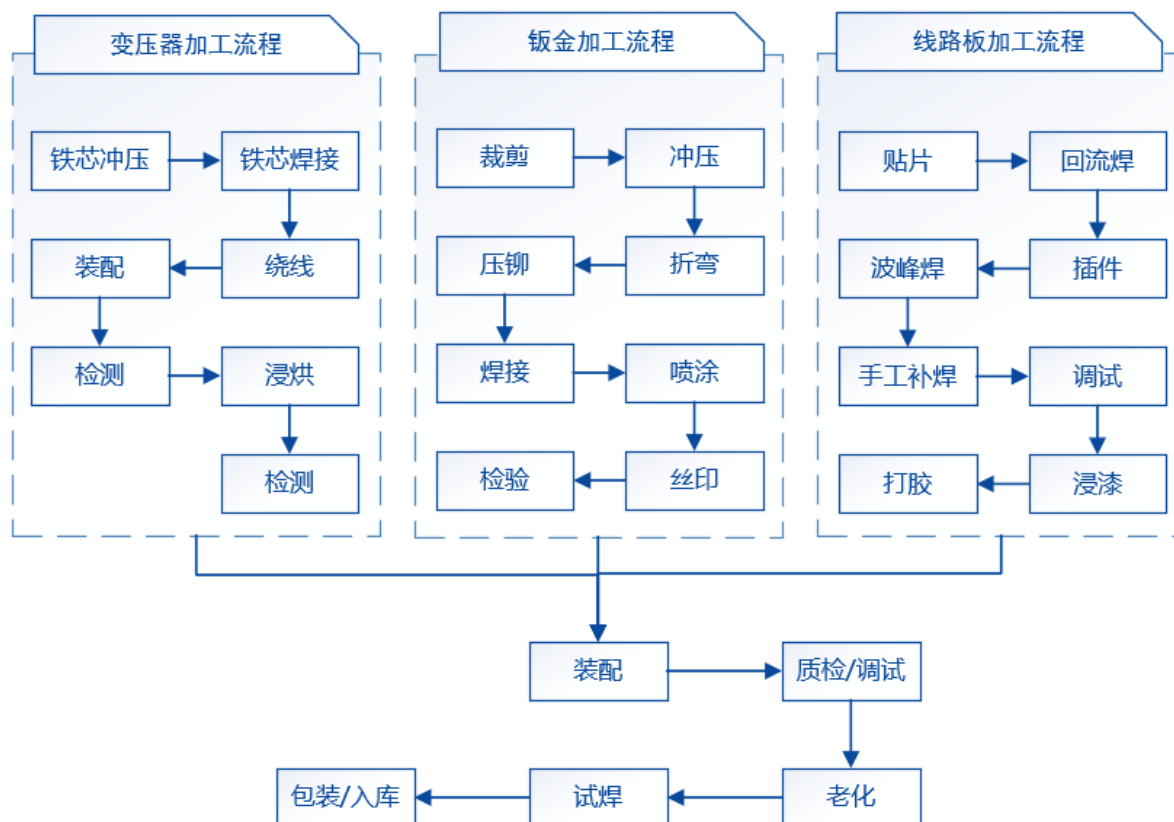 变压器加工流程
铁芯冲压
铁芯焊接
绕线
装配
检测
浸烘
检测
钣金加工流程
裁剪
冲压
折弯
压铆
焊接
喷涂
丝印
检验
线路板加工流程
贴片
回流焊
插件
波峰焊
手工补焊
调试
浸漆
打胶
装配
质检/调试
老化
试焊
包装/入库